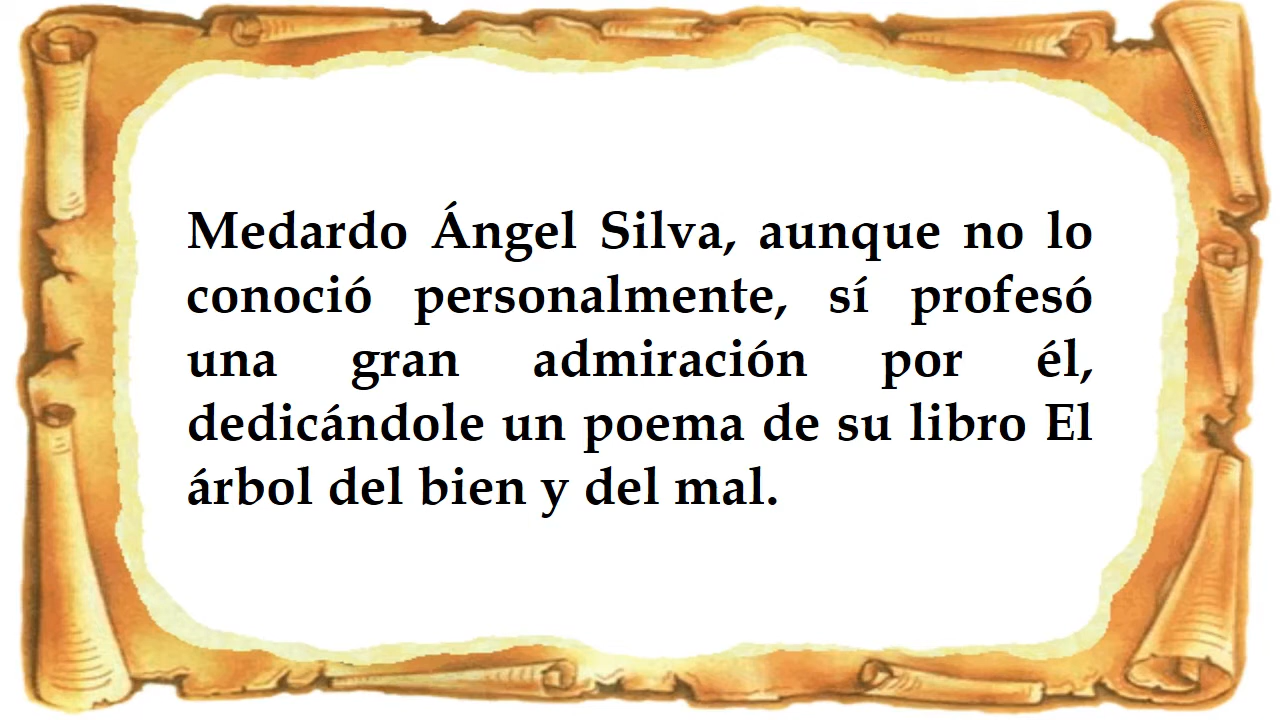 Medardo Ángel Silva, aunque no lo
conoció personalmente, sí profesó
una gran admiración por él,
dedicándole un poema de su libro El
árbol del bien y del mal.